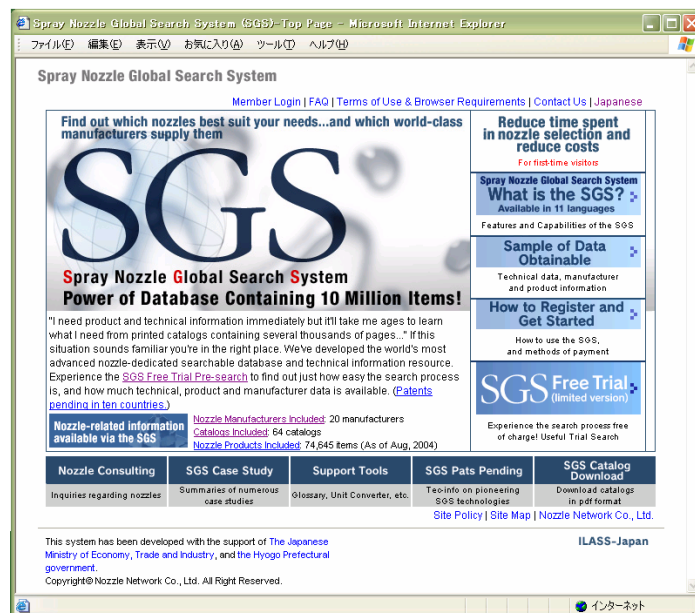 Spray Nozzle Global Search System (SGS)-Top Page - Microsoft Internet Explorer
ファイル(F) 編集(E) 表示(V) お気に入り(A) ツール(T) ヘルプ(H)
Spray Nozzle Global Search System
Member Login | FAQ | Terms of Use & Browser Requirements | Contact Us | Japanese
Find out which nozzles best suit your needs...and which world-class
manufacturers supply them
SGS
Spray Nozzle Global Search System
Power of Database Containing 10 Million Items!
Reduce time spent
in nozzle selection and
reduce costs
For first-time visitors
Spray Nozzle Global Search System
What is the SGS?
Available in 11 languages
Features and Capabilities of the SGS
Sample of Data
Obtainable
Technical data, manufacturer
and product information
How to Register and
Get Started
How to use the SGS,
and methods of payment
SGS Free Trial
(limited version)
Experience the search process free
of charge! Useful Trial Search
"I need product and technical information immediately but it'll take me ages to learn
what I need from printed catalogs containing several thousands of pages..." If this
situation sounds familiar you're in the right place. We've developed the world's most
advanced nozzle-dedicated searchable database and technical information resource.
Experience the SGS Free Trial Pre-search to find out just how easy the search process
is, and how much technical, product and manufacturer data is available. (Patents
pending in ten countries.)
Nozzle-related information
available via the SGS
Nozzle Manufacturers Included: 20 manufacturers
Catalogs Included: 64 catalogs
Nozzle Products Included: 74,645 items (As of Aug, 2004)
Nozzle Consulting
Inquiries regarding nozzles
SGS Case Study
Summaries of numerous
case studies
Support Tools
Glossary, Unit Converter, etc.
SGS Pats Pending
Tec-info on pioneering
SGS technologies
SGS Catalog
Download
Download catalogs
in pdf format
Site Policy | Site Map | Nozzle Network Co., Ltd.
This system has been developed with the support of The Japanese
Ministry of Economy, Trade and Industry, and the Hyogo Prefectural
government.
Copyright© Nozzle Network Co., Ltd. All Right Reserved.
ILASS-Japan
インターネット